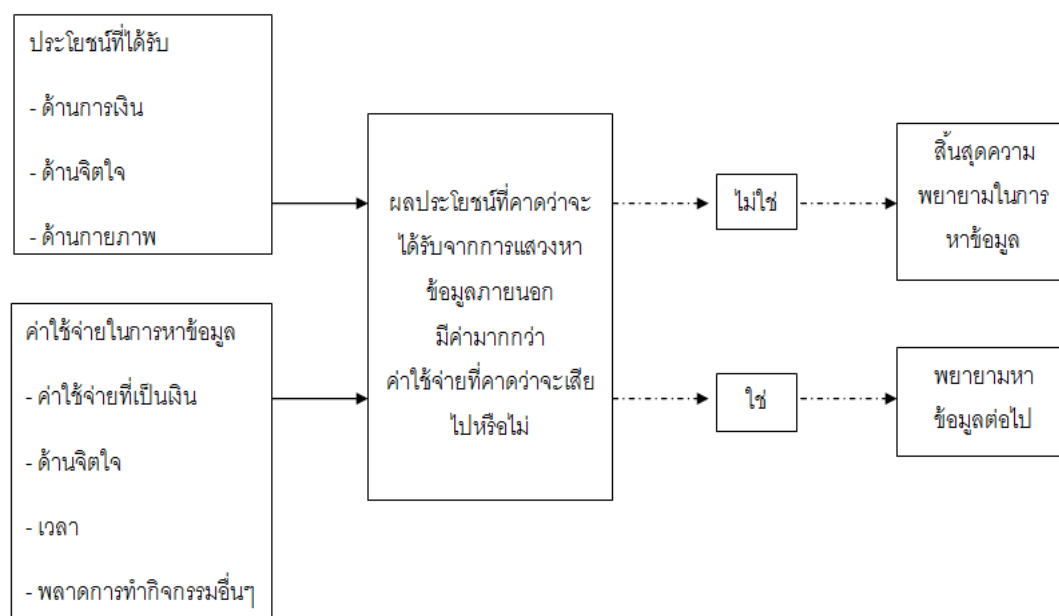 ประโยชน์ที่ได้รับ
- ด้านการเงิน
- ด้านจิตใจ
- ด้านกายภาพ
ค่าใช้จ่ายในการหาข้อมูล
- ค่าใช้จ่ายที่เป็นเงิน
- ด้านจิตใจ
- เวลา
- พลาดการทำกิจกรรมอื่นๆ
ผลประโยชน์ที่คาดว่าจะ
ได้รับจากการแสวงหา
ข้อมูลภายนอก
มีค่ามากกว่า
ค่าใช้จ่ายที่คาดว่าจะเสีย
ไปหรือไม่
ไม่ใช่
สิ้นสุดความ
พยายามในการ
หาข้อมูล
ใช่
พยายามหา
ข้อมูลต่อไป